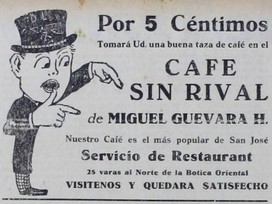 Por 5 Céntimos
Tomará Ud. una buena taza de café en el
CAFE
SIN RIVAL
de MIGUEL GUEVARA H.
Nuestro Café es el más popular de San José
Servicio de Restaurant
25 varas al Norte de la Botica Oriental
VISITENOS Y QUEDARA SATISFECHO